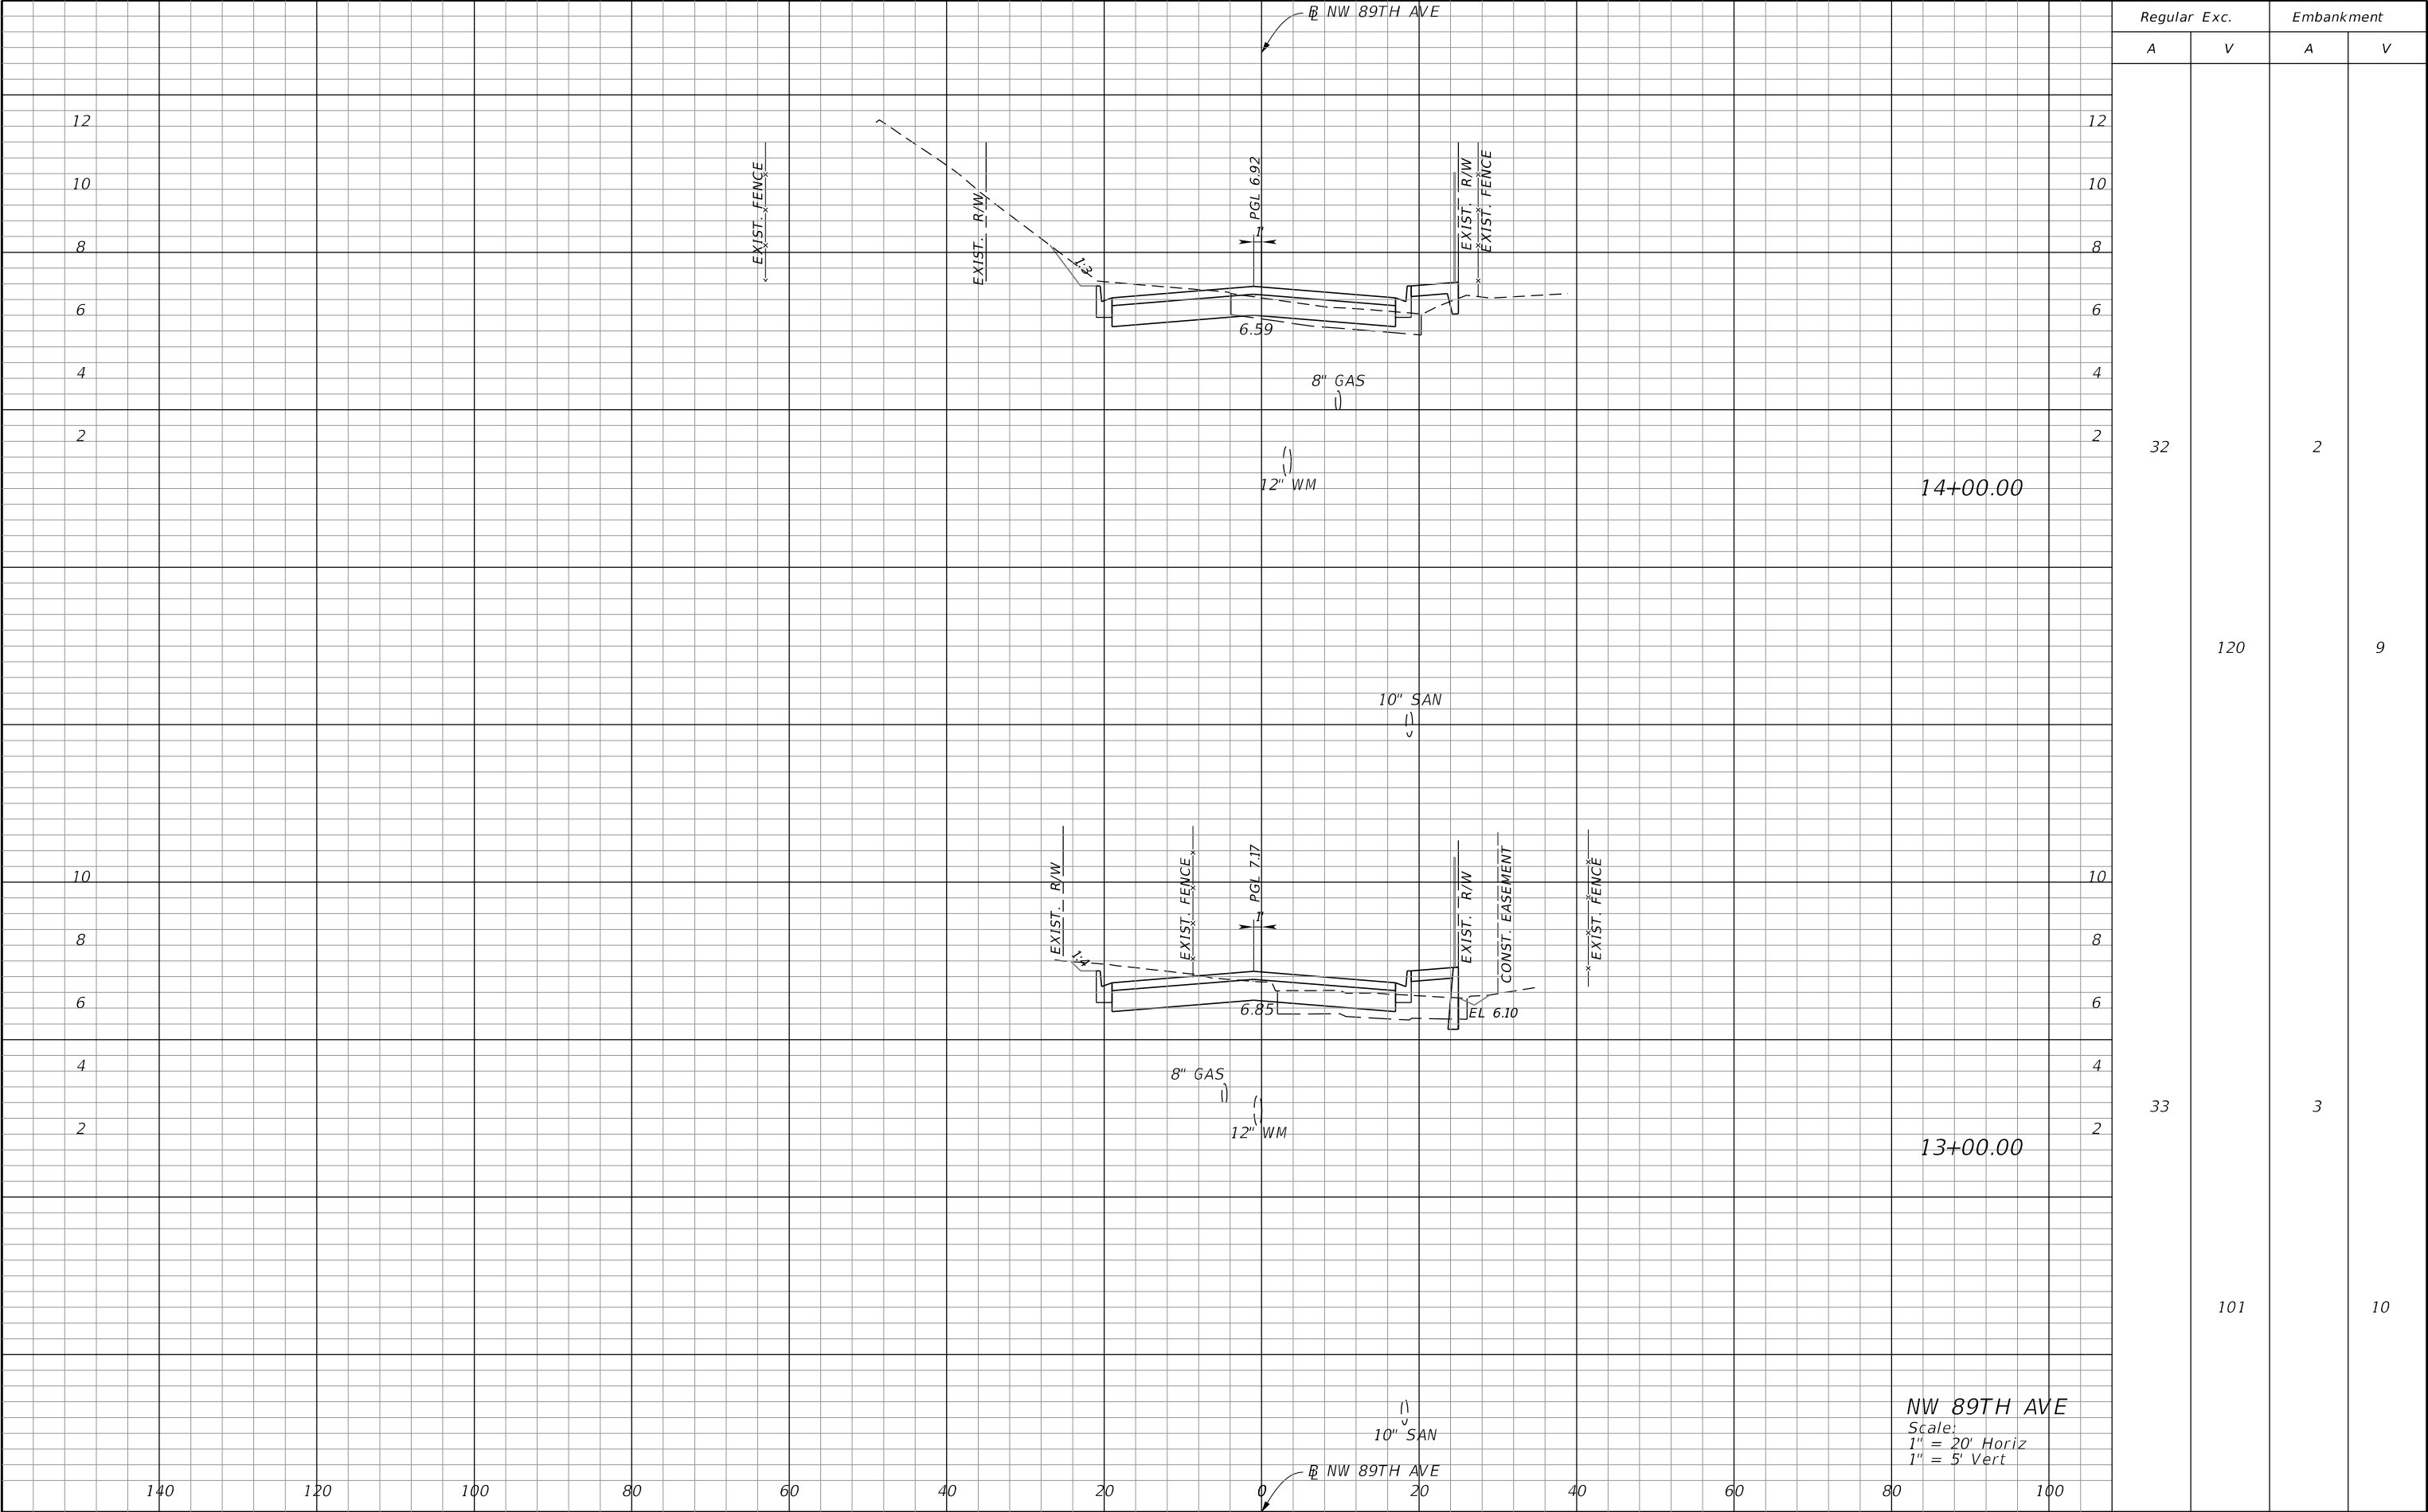 ℄ NW 89TH AVE
Regular Exc. Embankment
A V A V
12 12
EXIST. FENCE
EXIST. R/W
PGL 6.92
EXIST. R/W
EXIST. FENCE
10 10
8 8
1'
1:3
6 6
6.59
4 4
8" GAS
2 2
32 2
12" WM
14+00.00
120 9
10" SAN
EXIST. R/W
EXIST. FENCE
PGL 7.17
EXIST. R/W
CONST. EASEMENT
EXIST. FENCE
10 10
1'
8 8
1:4
6 6
6.85
EL 6.10
4 4
8" GAS
33 3
2 2
12" WM
13+00.00
101 10
NW 89TH AVE
Scale:
1" = 20' Horiz
1" = 5' Vert
10" SAN
℄ NW 89TH AVE
140 120 100 80 60 40 20 0 20 40 60 80 100